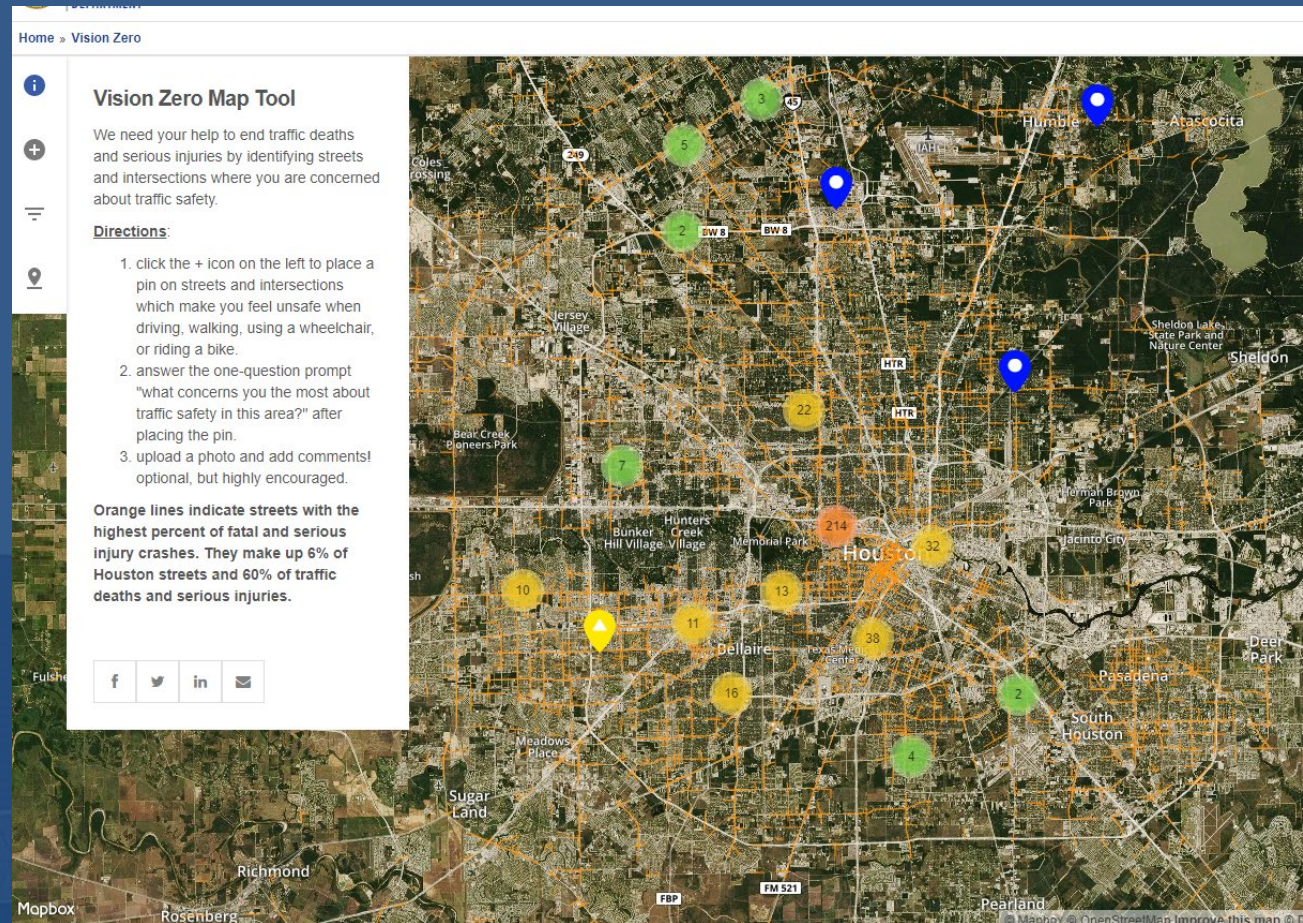 DEPARTMENT
Home » Vision Zero
Vision Zero Map Tool
We need your help to end traffic deaths
and serious injuries by identifying streets
and intersections where you are concerned
about traffic safety.
Directions:
1. click the + icon on the left to place a
pin on streets and intersections
which make you feel unsafe when
driving, walking, using a wheelchair,
or riding a bike.
2. answer the one-question prompt
"what concerns you the most about
traffic safety in this area?" after
placing the pin.
3. upload a photo and add comments!
optional, but highly encouraged.
Orange lines indicate streets with the
highest percent of fatal and serious
injury crashes. They make up 6% of
Houston streets and 60% of traffic
deaths and serious injuries.
f
in
3
45
Humble
Atascocita
5
249
IAH
Coles
rossing
2
BW 8
BW 8
Jersey
Village
Sheldon Lake
State Park and
Nature Center
Sheldon
HTR
22
HTR
Bear Creek
Pioneers Park
7
Herman Brown
Park
214
Bunker
Hill Village
Hunters
Creek
Village
Memorial Park
Houston
32
Jacinto City
sh
10
13
11
38
Bellaire
Texas Medical
Center
Deer
Park
Pasadena
Fulshe
16
2
South
Houston
Meadows
Place
4
Sugar
Land
Richmond
FBP
FM 521
Pearland
Rosenberg
Mapbox
© Mapbox © OpenStreetMap Improve this map ©